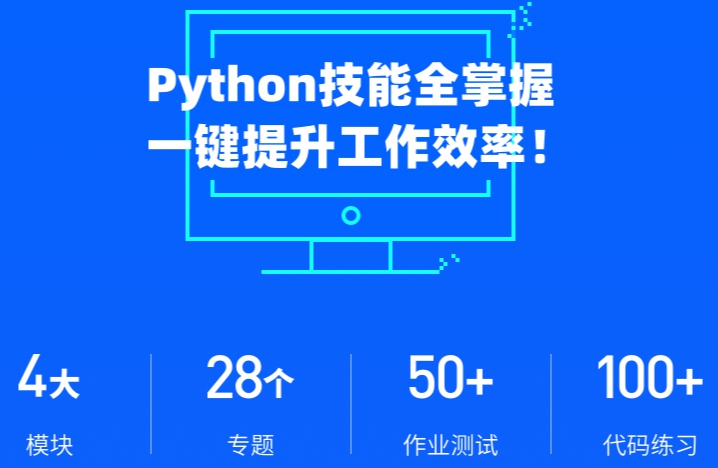 Python技能全掌握
一键提升工作效率！
4大
28个
50+
100+
模块
专题
作业测试
代码练习